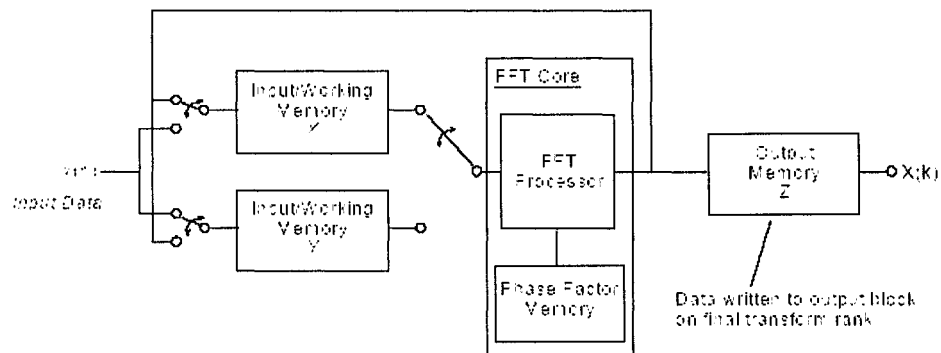 FFT Core
Input/Working
Memory
X
FFT
Processor
Output
Memory
Z
X(k)
Input Data
Input/Working
Memory
Y
Phase Factor
Memory
Data written to output block
on final transform rank